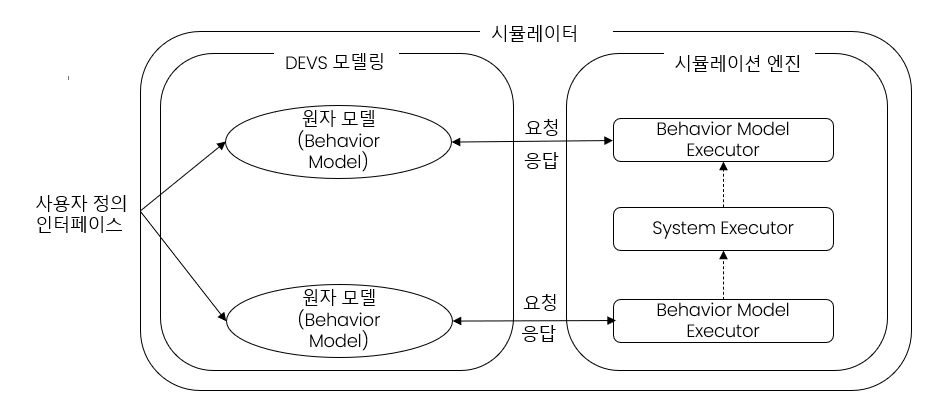 시뮬레이터
DEVS 모델링
시뮬레이션 엔진
원자 모델
(Behavior
Model)
요청
응답
Behavior Model
Executor
사용자 정의
인터페이스
System Executor
원자 모델
(Behavior
Model)
요청
응답
Behavior Model
Executor